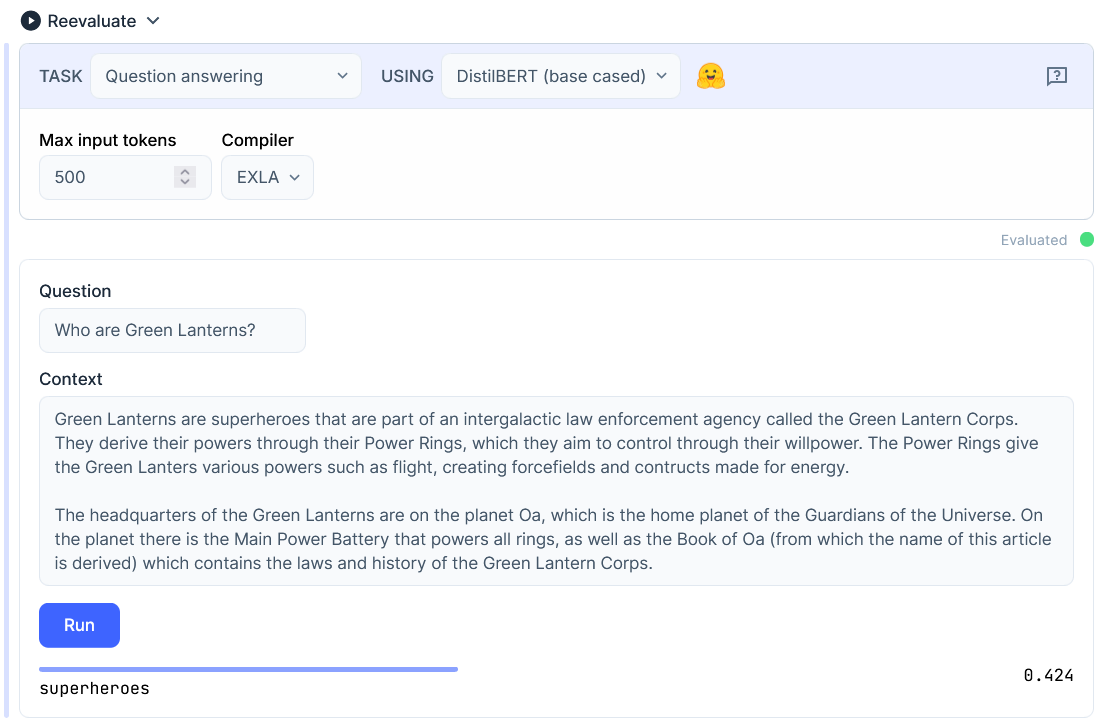 Reevaluate
TASK Question answering USING DistilBERT (base cased)
Max input tokens Compiler
500 EXLA
Evaluated
Question
Who are Green Lanterns?
Context
Green Lanterns are superheroes that are part of an intergalactic law enforcement agency called the Green Lantern Corps.
They derive their powers through their Power Rings, which they aim to control through their willpower. The Power Rings give
the Green Lanters various powers such as flight, creating forcefields and contructs made for energy.
The headquarters of the Green Lanterns are on the planet Oa, which is the home planet of the Guardians of the Universe. On
the planet there is the Main Power Battery that powers all rings, as well as the Book of Oa (from which the name of this article
is derived) which contains the laws and history of the Green Lantern Corps.
Run
superheroes 0.424